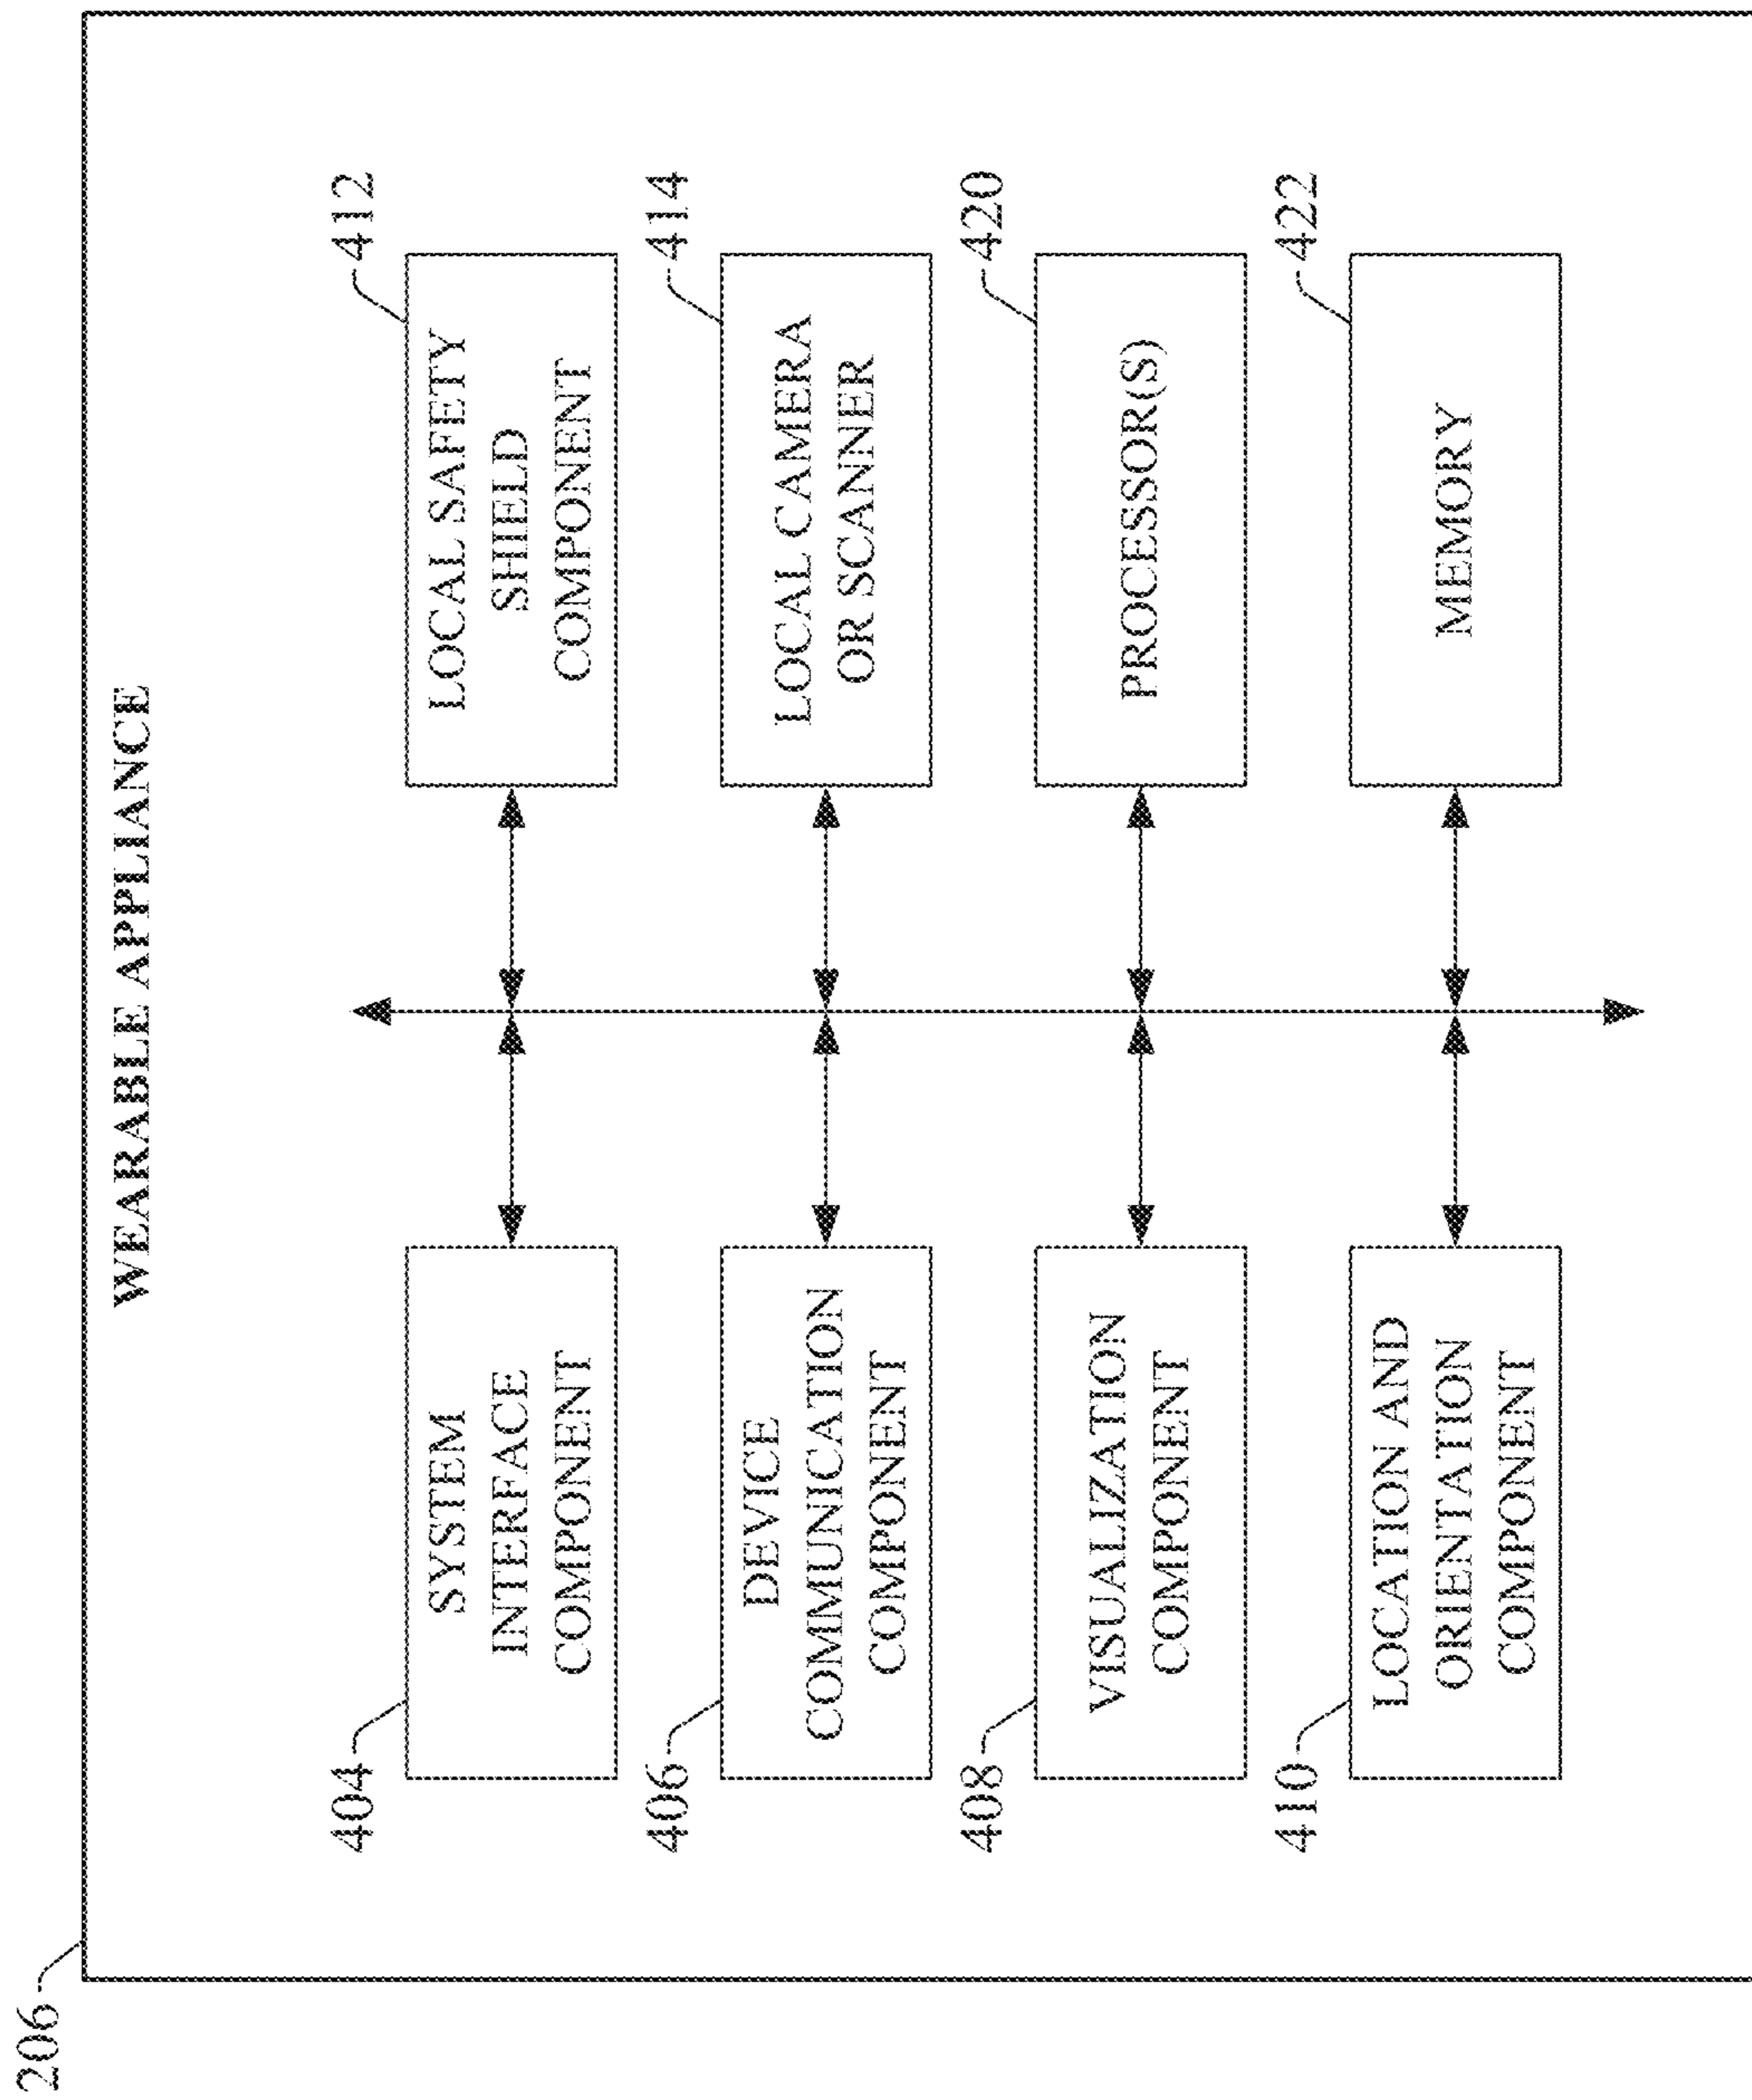 206
WEARABLE APPLIANCE
404
SYSTEM
INTERFACE
COMPONENT
412
LOCAL SAFETY
SHIELD
COMPONENT
406
DEVICE
COMMUNICATION
COMPONENT
414
LOCAL CAMERA
OR SCANNER
408
VISUALIZATION
COMPONENT
420
PROCESSOR(S)
410
LOCATION AND
ORIENTATION
COMPONENT
422
MEMORY